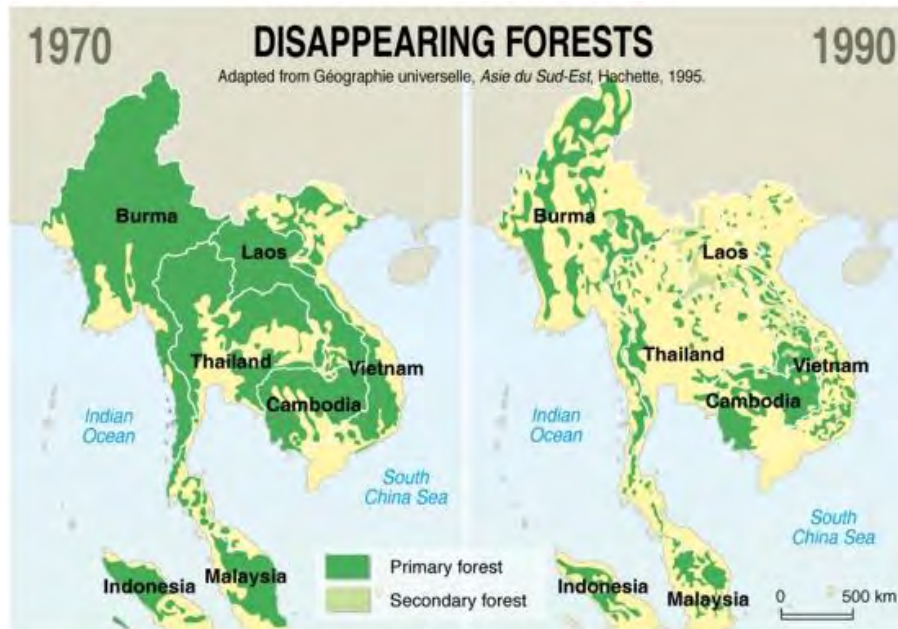 1970
DISAPPEARING FORESTS
1990
Adapted from Géographie universelle, Asie du Sud-Est, Hachette, 1995.
Burma
Laos
Thailand
Vietnam
Cambodia
Indian
Ocean
South
China Sea
Indonesia
Malaysia
Primary forest
Secondary forest
Burma
Laos
Thailand
Vietnam
Cambodia
Indian
Ocean
South
China Sea
Indonesia
Malaysia
0 500 km